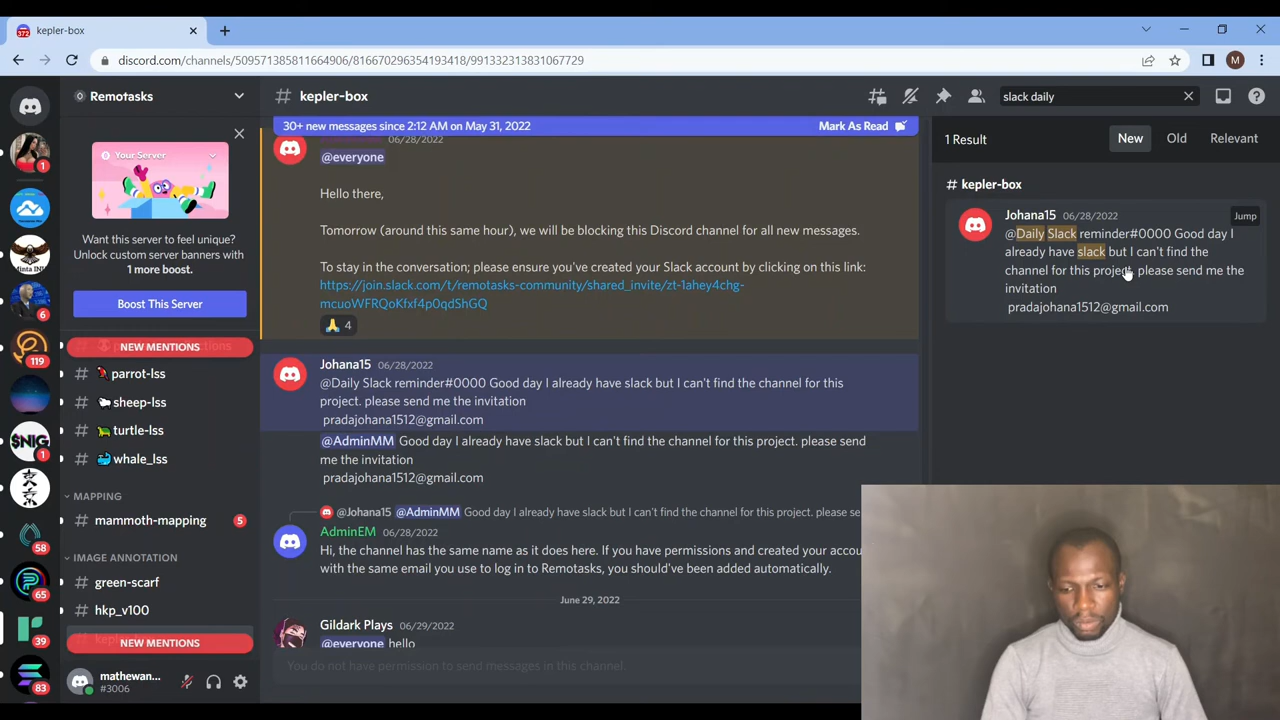 kepler-box
discord.com/channels/509571385811664906/816670296354193418/991332313831067729
M
Remotasks
Your Server
Want this server to feel unique?
Unlock custom server banners with
1 more boost.
Boost This Server
NEW MENTIONS
parrot-lss
sheep-lss
turtle-lss
whale_lss
MAPPING
mammoth-mapping
5
IMAGE ANNOTATION
green-scarf
hkp_v100
NEW MENTIONS
mathewan...
#3006
1
6
119
$NIG
1
58
65
39
83
kepler-box
30+ new messages since 2:12 AM on May 31, 2022
Mark As Read
06/28/2022
@everyone
Hello there,
Tomorrow (around this same hour), we will be blocking this Discord channel for all new messages.
To stay in the conversation; please ensure you've created your Slack account by clicking on this link:
https://join.slack.com/t/remotasks-community/shared_invite/zt-1ahey4chg-
mcuoWFRQoKfxf4p0qdShGQ
4
Johana15 06/28/2022
@Daily Slack reminder#0000 Good day I already have slack but I can't find the channel for this
project. please send me the invitation
pradajohana1512@gmail.com
@AdminMM Good day I already have slack but I can't find the channel for this project. please send
me the invitation
pradajohana1512@gmail.com
@Johana15 @AdminMM Good day I already have slack but I can't find the channel for this project. please se
AdminEM 06/28/2022
Hi, the channel has the same name as it does here. If you have permissions and created your accou
with the same email you use to log in to Remotasks, you should've been added automatically.
June 29, 2022
Gildark Plays 06/29/2022
@everyone hello
You do not have permission to send messages in this channel.
slack daily
1 Result
New
Old
Relevant
# kepler-box
Johana15 06/28/2022
Jump
@Daily Slack reminder#0000 Good day I
already have slack but I can't find the
channel for this project. please send me the
invitation
pradajohana1512@gmail.com